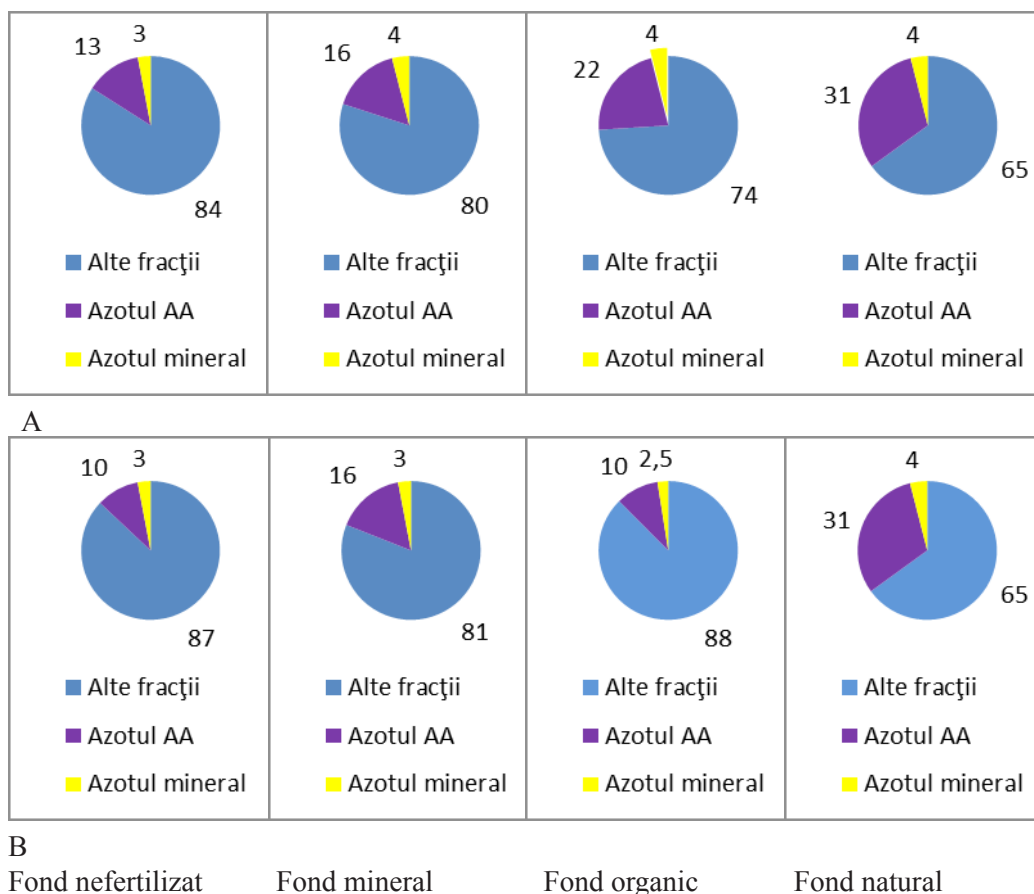 13 3
84
Alte fracţii
Azotul AA
Azotul mineral
16 4
80
Alte fracţii
Azotul AA
Azotul mineral
4
22
74
Alte fracţii
Azotul AA
Azotul mineral
4
31
65
Alte fracţii
Azotul AA
Azotul mineral
A
10 3
87
Alte fracţii
Azotul AA
Azotul mineral
16 3
81
Alte fracţii
Azotul AA
Azotul mineral
10 2,5
88
Alte fracţii
Azotul AA
Azotul mineral
4
31
65
Alte fracţii
Azotul AA
Azotul mineral
B
Fond nefertilizat Fond mineral Fond organic Fond natural